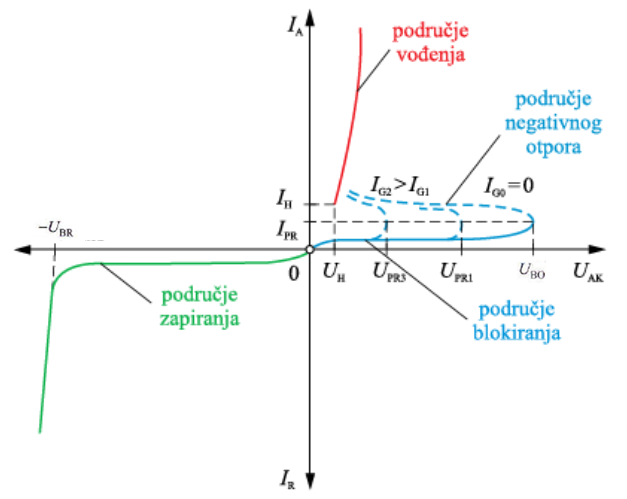 I_A
područje
vođenja
područje
negativnog
otpora
I_G2>I_G1
I_G0=0
I_H
I_PR
-U_BR
0
U_H
U_PR3
U_PR1
U_BO
U_AK
područje
zapiranja
područje
blokiranja
I_R